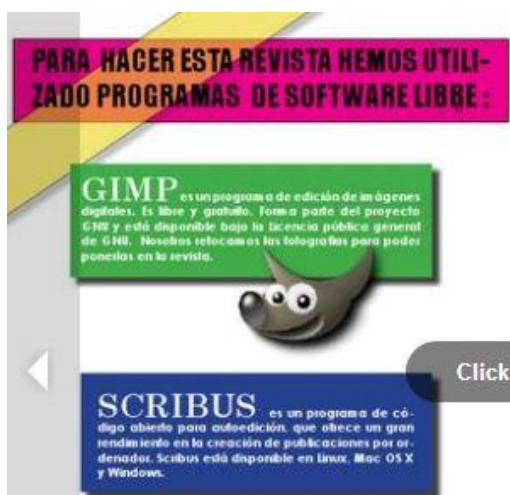 PARA HACER ESTA REVISTA HEMOS UTILI-
ZADO PROGRAMAS DE SOFTWARE LIBRE :
GIMP es un programa de edición de imágenes
digitales. Es libre y gratuito. Forma parte del proyecto
GNU y está disponible bajo la Licencia pública general
de GNU. Nosotros retocamos las fotografías para poder
ponerlas en la revista.
Click
SCRIBUS es un programa de có-
digo abierto para autoedición, que ofrece un gran
rendimiento en la creación de publicaciones por or-
denador. Scribus está disponible en Linux, Mac OS X
y Windows.